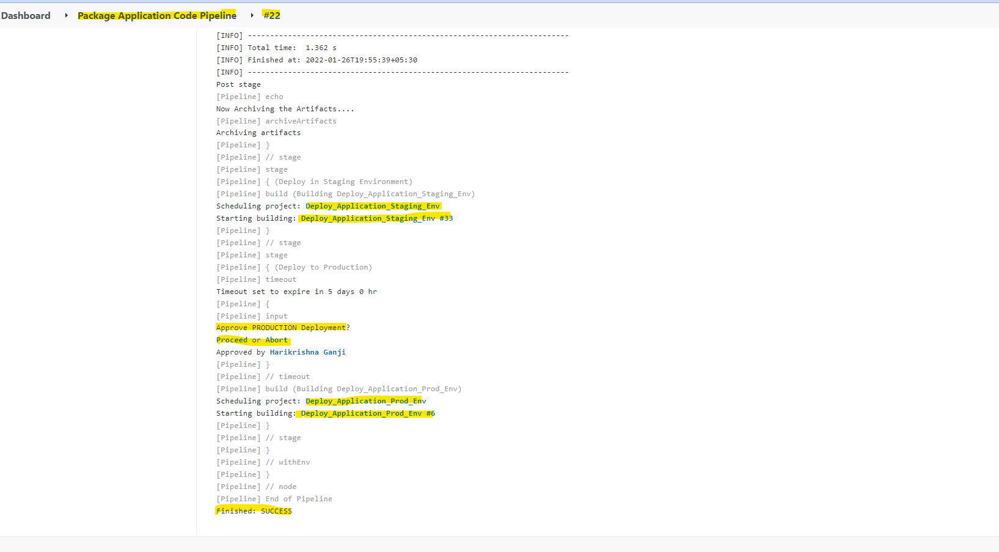 Dashboard Package Application Code Pipeline #22
[INFO] ------------------------------------------------------------------------
[INFO] Total time:  1.362 s
[INFO] Finished at: 2022-01-26T19:55:39+05:30
[INFO] ------------------------------------------------------------------------
Post stage
[Pipeline] echo
Now Archiving the Artifacts....
[Pipeline] archiveArtifacts
Archiving artifacts
[Pipeline] }
[Pipeline] // stage
[Pipeline] stage
[Pipeline] { (Deploy in Staging Environment)
[Pipeline] build (Building Deploy_Application_Staging_Env)
Scheduling project: Deploy_Application_Staging_Env
Starting building: Deploy_Application_Staging_Env #33
[Pipeline] }
[Pipeline] // stage
[Pipeline] stage
[Pipeline] { (Deploy to Production)
[Pipeline] timeout
Timeout set to expire in 5 days 0 hr
[Pipeline] {
[Pipeline] input
Approve PRODUCTION Deployment?
Proceed or Abort
Approved by Harikrishna Ganji
[Pipeline] }
[Pipeline] // timeout
[Pipeline] build (Building Deploy_Application_Prod_Env)
Scheduling project: Deploy_Application_Prod_Env
Starting building: Deploy_Application_Prod_Env #6
[Pipeline] }
[Pipeline] // stage
[Pipeline] }
[Pipeline] // withEnv
[Pipeline] }
[Pipeline] // node
[Pipeline] End of Pipeline
Finished: SUCCESS